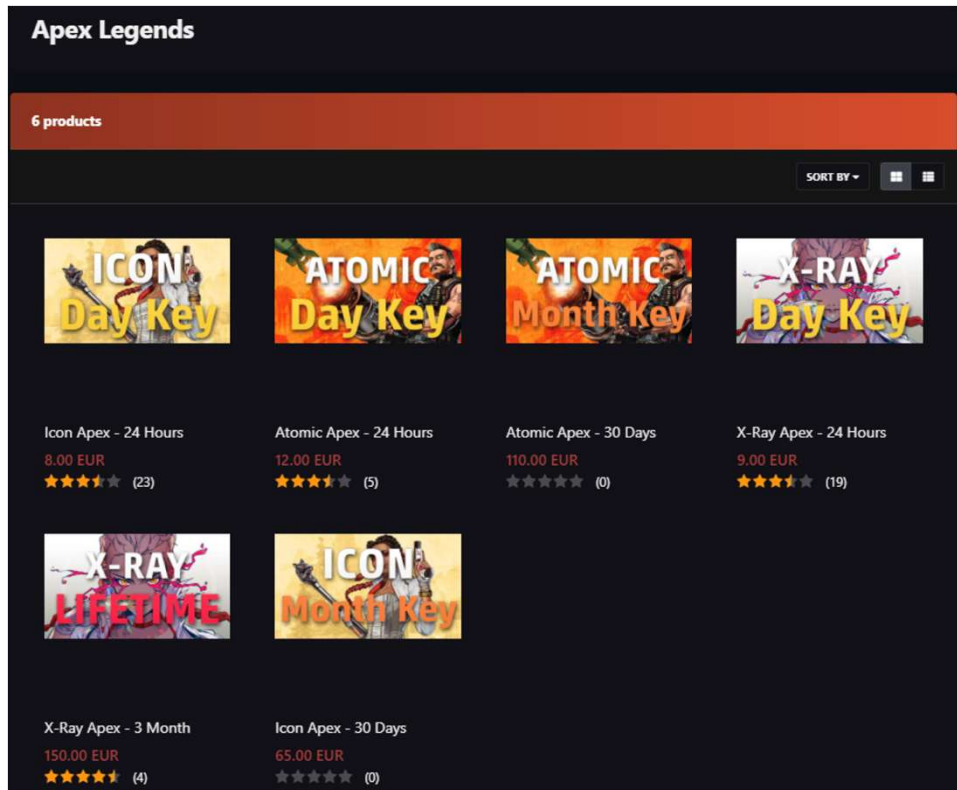 Apex Legends
6 products
SORT BY
ICON
Day Key
ATOMIC
Day Key
ATOMIC
Month Key
X-RAY
Day Key
Icon Apex - 24 Hours
Atomic Apex - 24 Hours
Atomic Apex - 30 Days
X-Ray Apex - 24 Hours
8.00 EUR
12.00 EUR
110.00 EUR
9.00 EUR
(23)
(5)
(0)
(19)
X-RAY
LIFETIME
ICON
Month Key
X-Ray Apex - 3 Month
Icon Apex - 30 Days
150.00 EUR
65.00 EUR
(4)
(0)